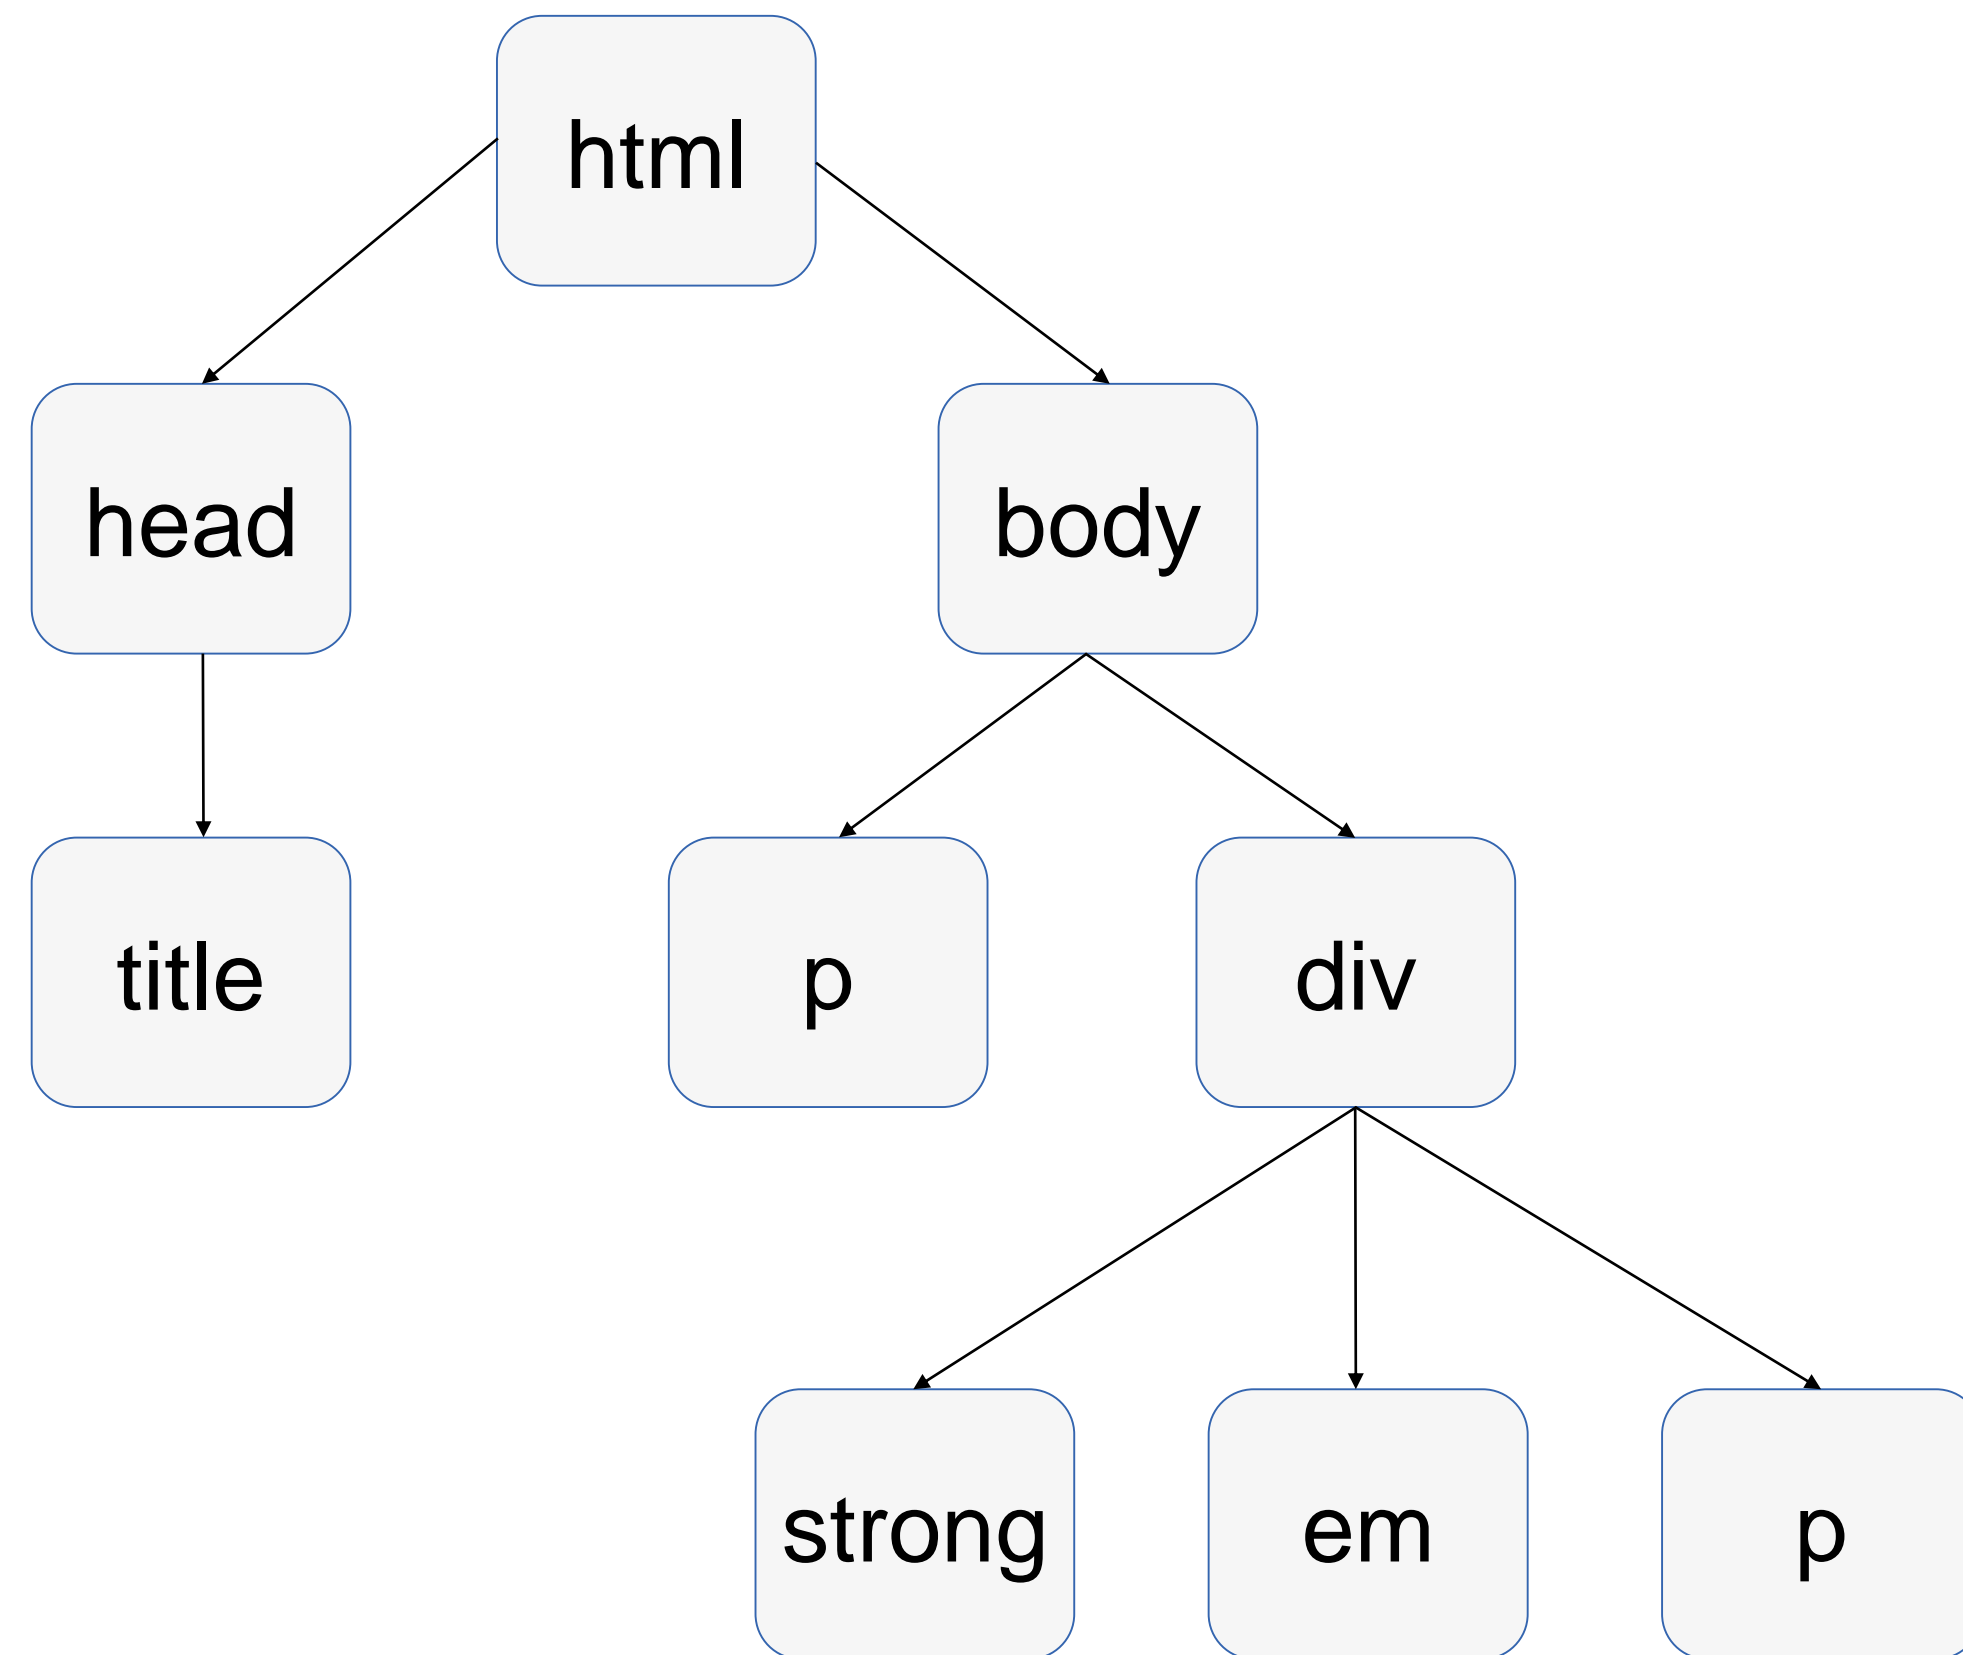 html
head
body
title
p
div
strong
em
p